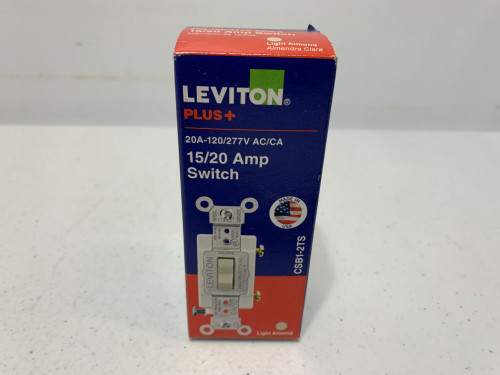 15/20 Amp Switch
Light Almond
Almendra Clara
LEVITON®
PLUS+
20A-120/277V AC/CA
15/20 Amp
Switch
MADE IN
USA
CSB1-2TS
LEVITON
Light Almond